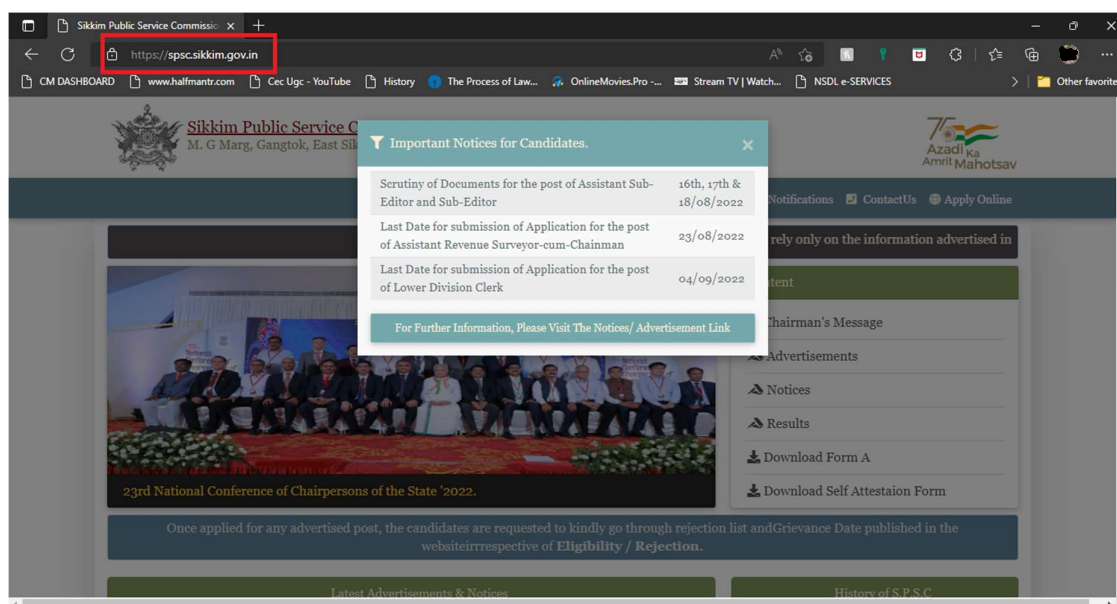 Sikkim Public Service Commissio
https://spsc.sikkim.gov.in
CM DASHBOARD www.halfmantr.com Cec Ugc - YouTube History The Process of Law... OnlineMovies.Pro -... Stream TV | Watch... NSDL e-SERVICES Other favorite
Sikkim Public Service C
M. G Marg, Gangtok, East Sik
75
Azadi Ka
Amrit Mahotsav
Notifications ContactUs Apply Online
Important Notices for Candidates.
Scrutiny of Documents for the post of Assistant Sub-
Editor and Sub-Editor
16th, 17th &
18/08/2022
Last Date for submission of Application for the post
of Assistant Revenue Surveyor-cum-Chainman
23/08/2022
Last Date for submission of Application for the post
of Lower Division Clerk
04/09/2022
For Further Information, Please Visit The Notices/ Advertisement Link
rely only on the information advertised in
tent
Chairman's Message
Advertisements
Notices
Results
Download Form A
Download Self Attestaion Form
23rd National Conference of Chairpersons of the State '2022.
Once applied for any advertised post, the candidates are requested to kindly go through rejection list andGrievance Date published in the
websiteirrrespective of Eligibility / Rejection.
Latest Advertisements & Notices
History of S.P.S.C